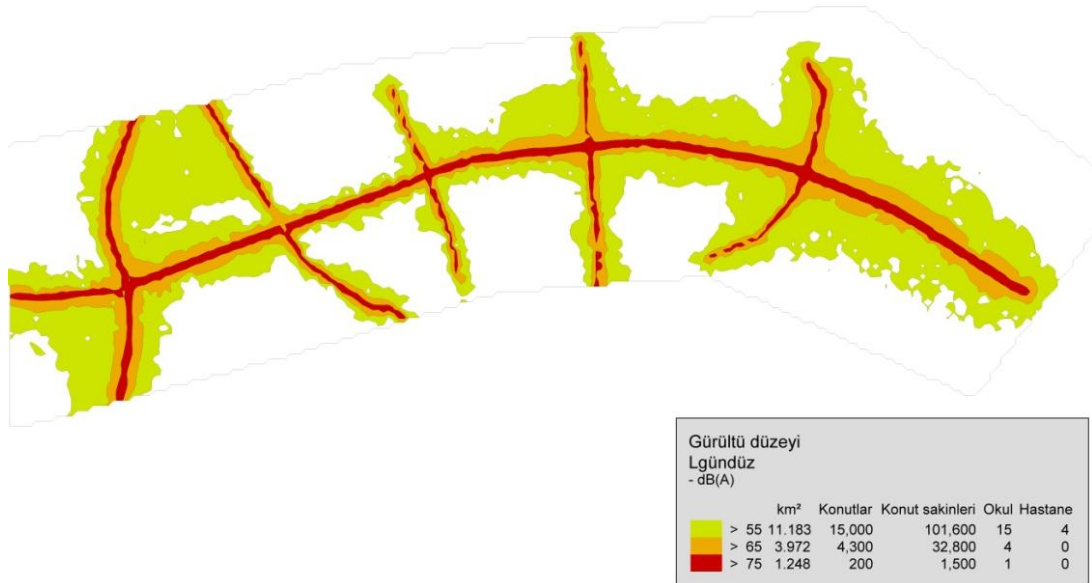 Gürültü düzeyi
Lgündüz
- dB(A)
km² Konutlar Konut sakinleri Okul Hastane
> 55 11.183 15,000 101,600 15 4
> 65 3.972 4,300 32,800 4 0
> 75 1.248 200 1,500 1 0